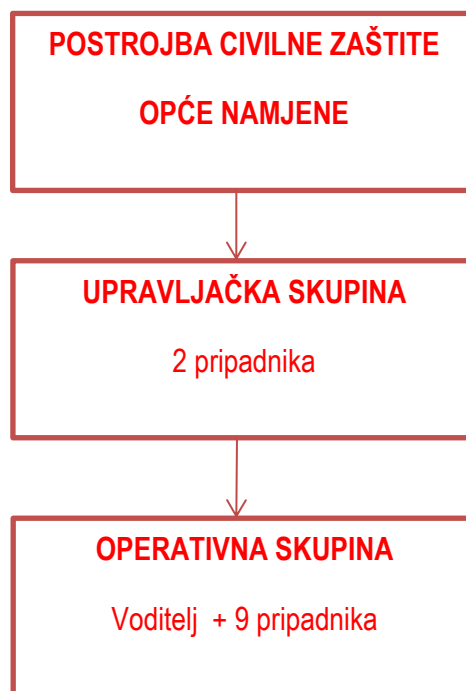 POSTROJBA CIVILNE ZAŠTITE
OPĆE NAMJENE
UPRAVLJAČKA SKUPINA
2 pripadnika
OPERATIVNA SKUPINA
Voditelj + 9 pripadnika